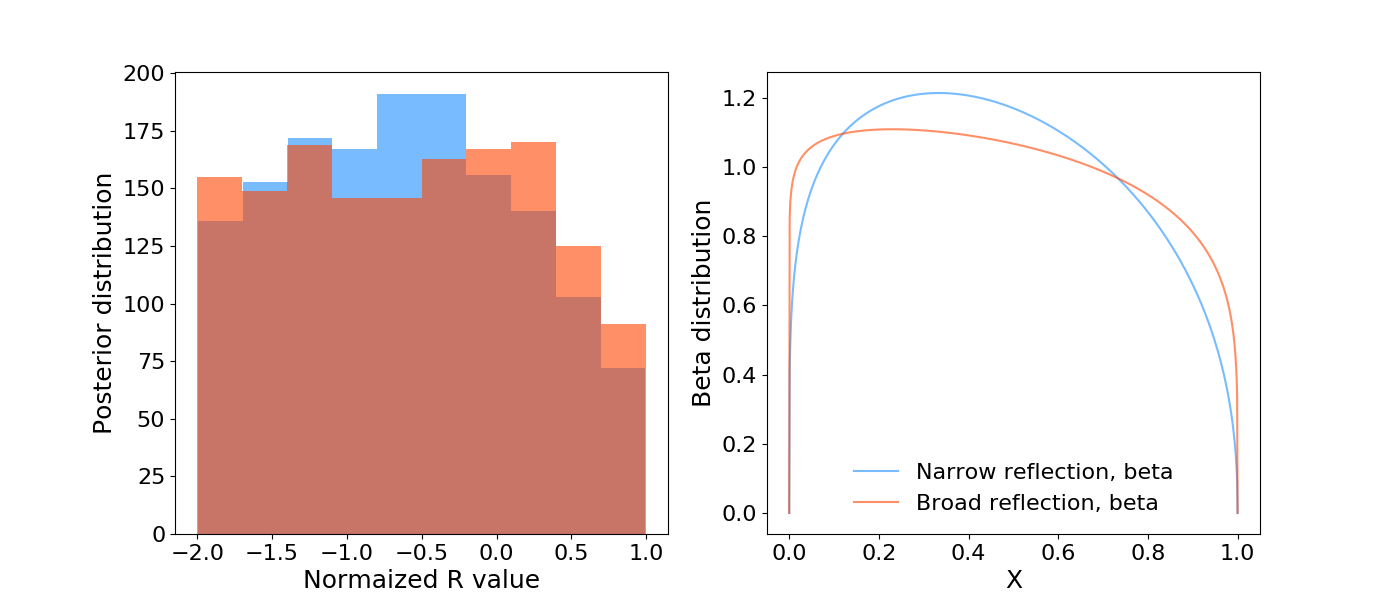 200
175
150
125
100
75
50
25
0
−2.0 −1.5 −1.0 −0.5 0.0 0.5 1.0
Normaized R value
Posterior distribution
1.2
1.0
0.8
0.6
0.4
0.2
0.0
0.0 0.2 0.4 0.6 0.8 1.0
X
Beta distribution
Narrow reflection, beta
Broad reflection, beta